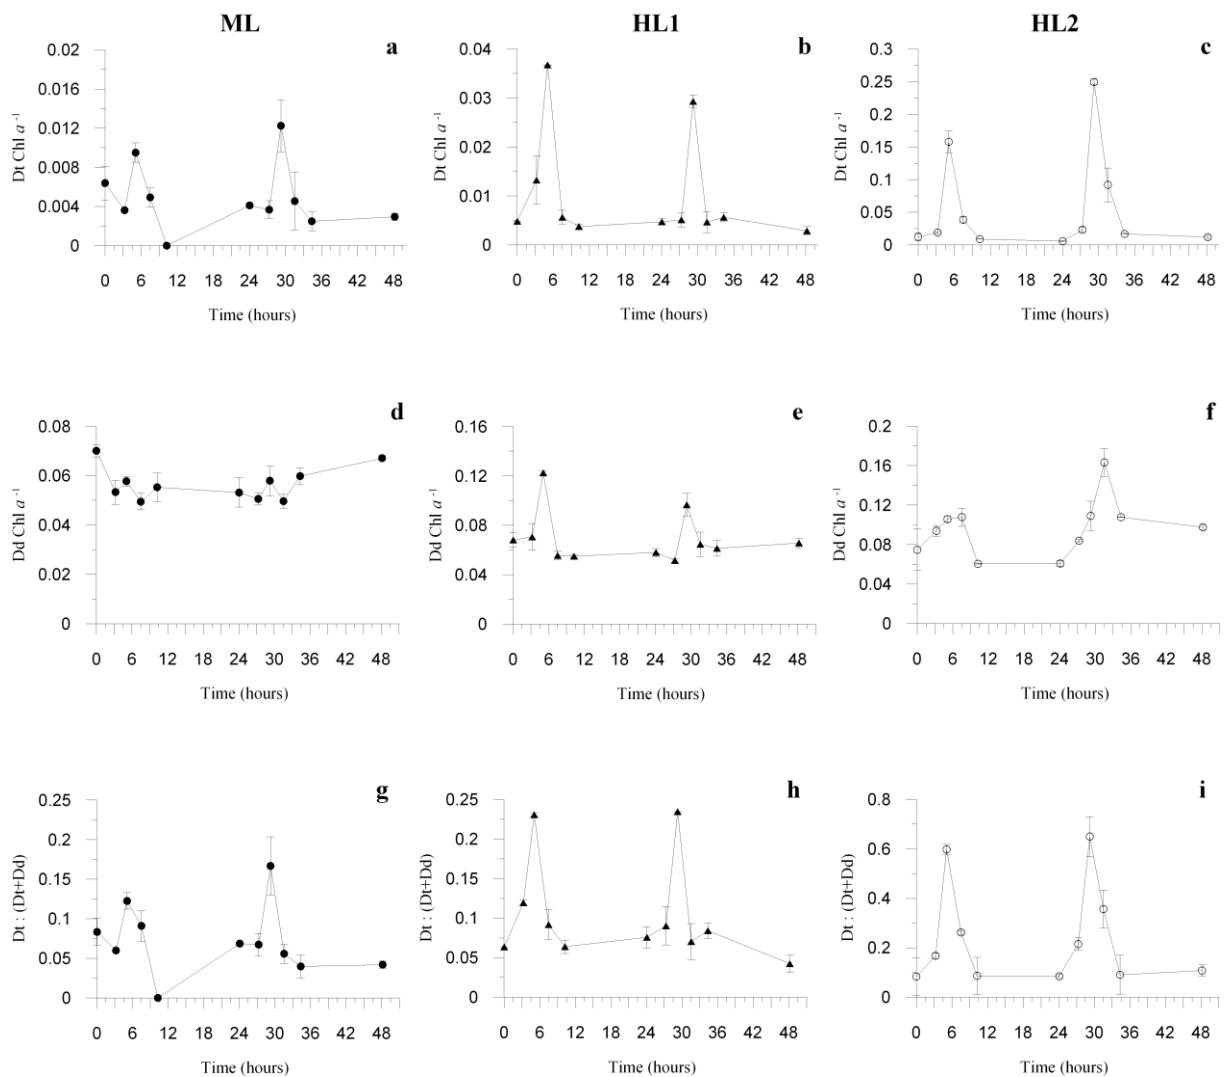 ML HL1 HL2
a b c
0.02 0.04 0.3
0.016 0.03 0.25
0.012 0.02 0.2
0.008 0.01 0.15
0.004 0 0.1
0 0.05
0
Dt Chl a⁻¹ Dt Chl a⁻¹ Dt Chl a⁻¹
0 6 12 18 24 30 36 42 48 0 6 12 18 24 30 36 42 48 0 6 12 18 24 30 36 42 48
Time (hours) Time (hours) Time (hours)
d e f
0.08 0.16 0.2
0.06 0.12 0.16
0.04 0.08 0.12
0.02 0.04 0.08
0 0 0.04
0
Dd Chl a⁻¹ Dd Chl a⁻¹ Dd Chl a⁻¹
0 6 12 18 24 30 36 42 48 0 6 12 18 24 30 36 42 48 0 6 12 18 24 30 36 42 48
Time (hours) Time (hours) Time (hours)
g h i
0.25 0.25 0.8
0.2 0.2 0.6
0.15 0.15 0.4
0.1 0.1 0.2
0.05 0.05 0
0 0
Dt : (Dt+Dd) Dt : (Dt+Dd) Dt : (Dt+Dd)
0 6 12 18 24 30 36 42 48 0 6 12 18 24 30 36 42 48 0 6 12 18 24 30 36 42 48
Time (hours) Time (hours) Time (hours)